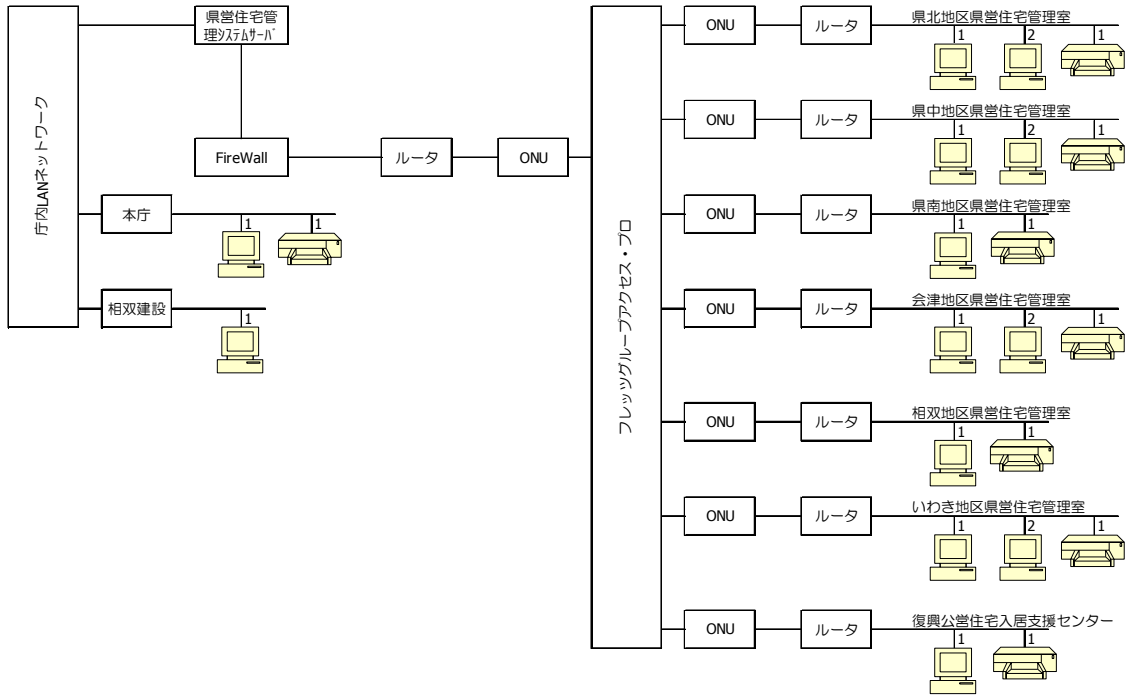 県営住宅管
理ｼｽﾃﾑｻｰﾊﾞ
庁内LANネットワーク
FireWall
ルータ
ONU
本庁
1
1
相双建設
1
フレッツグループアクセス・プロ
ONU
ルータ
県北地区県営住宅管理室
1
2
1
ONU
ルータ
県中地区県営住宅管理室
1
2
1
ONU
ルータ
県南地区県営住宅管理室
1
1
ONU
ルータ
会津地区県営住宅管理室
1
2
1
ONU
ルータ
相双地区県営住宅管理室
1
1
ONU
ルータ
いわき地区県営住宅管理室
1
2
1
ONU
ルータ
復興公営住宅入居支援センター
1
1